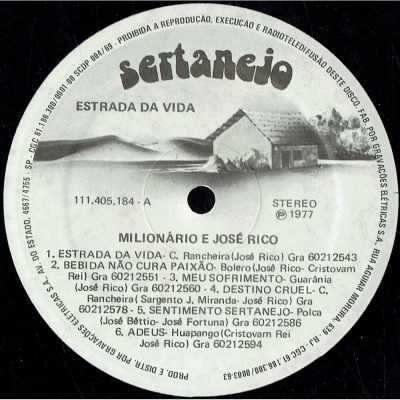 PROIBIDA A REPRODUÇÃO, EXECUÇÃO E RADIOTELEDIFUSÃO DESTE DISCO. FAB. POR GRAVAÇÕES ELÉTRICAS S.A., RUA AGUIAR MOREIRA, 639 - RJ - CGC 61.186.300/0003-63
PROD. E DIST. POR GRAVAÇÕES ELÉTRICAS S.A., AV. DO ESTADO, 4667/4755 - SP - CGC 61.186.300/0001-00 SCDP 004/69 -
sertanejo
ESTRADA DA VIDA
111.405.184 - A
STEREO
℗ 1977
MILIONÁRIO E JOSÉ RICO
1. ESTRADA DA VIDA- C. Rancheira (José Rico) Gra 60212543
2. BEBIDA NÃO CURA PAIXÃO- Bolero (José Rico- Cristovam
Rei) Gra 60212551 - 3. MEU SOFRIMENTO- Guarânia
(José Rico) Gra 60212560 - 4. DESTINO CRUEL- C.
Rancheira ( Sargento J. Miranda- José Rico) Gra
60212578 - 5. SENTIMENTO SERTANEJO- Polca
(José Béttio- José Fortuna) Gra 60212586
6. ADEUS- Huapango (Cristovam Rei
José Rico) Gra 60212594